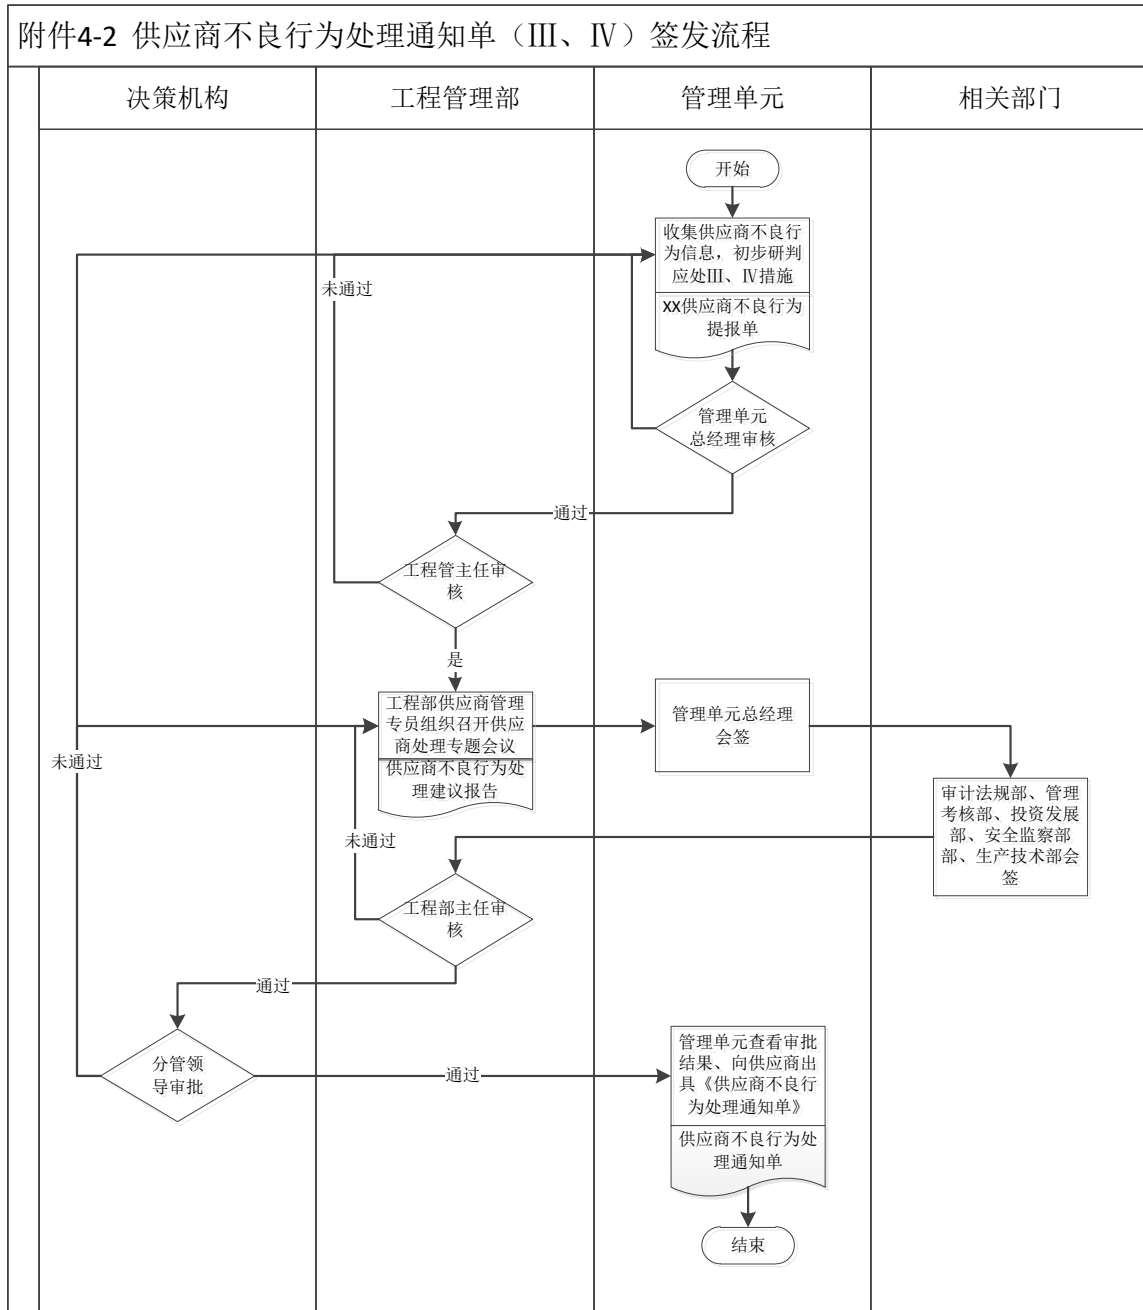 附件4-2 供应商不良行为处理通知单（Ⅲ、Ⅳ）签发流程
决策机构
工程管理部
管理单元
相关部门
开始
收集供应商不良行
为信息，初步研判
应处Ⅲ、Ⅳ措施
XX供应商不良行为
提报单
未通过
管理单元
总经理审核
通过
工程管主任审
核
是
工程部供应商管理
专员组织召开供应
商处理专题会议
供应商不良行为处
理建议报告
管理单元总经理
会签
未通过
审计法规部、管理
考核部、投资发展
部、安全监察部
部、生产技术部会
签
未通过
工程部主任审
核
通过
分管领
导审批
通过
管理单元查看审批
结果、向供应商出
具《供应商不良行
为处理通知单》
供应商不良行为处
理通知单
结束